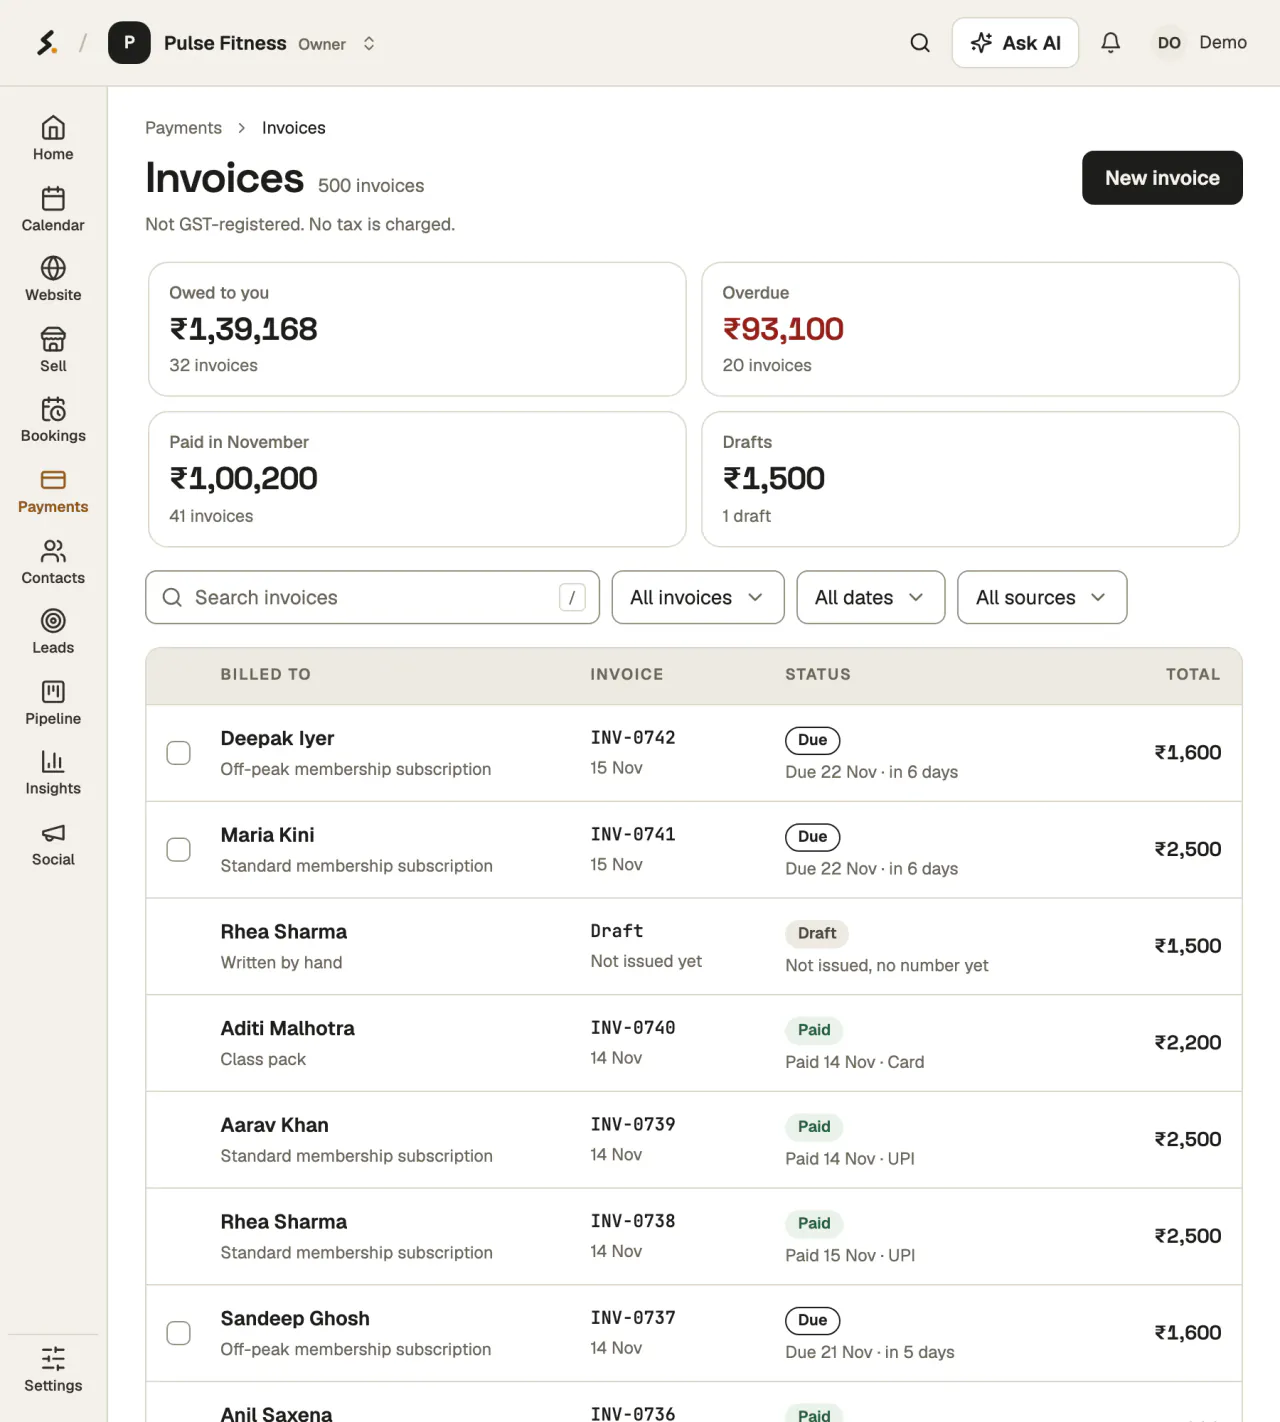 /
P
Pulse Fitness Owner
Ask AI
DO
Demo
Home
Calendar
Website
Sell
Bookings
Payments
Contacts
Leads
Pipeline
Insights
Social
Settings
Payments > Invoices
Invoices 500 invoices
New invoice
Not GST-registered. No tax is charged.
Owed to you
₹1,39,168
32 invoices
Overdue
₹93,100
20 invoices
Paid in November
₹1,00,200
41 invoices
Drafts
₹1,500
1 draft
Search invoices /
All invoices
All dates
All sources
BILLED TO INVOICE STATUS TOTAL
Deepak Iyer INV-0742 Due ₹1,600
Off-peak membership subscription 15 Nov Due 22 Nov · in 6 days
Maria Kini INV-0741 Due ₹2,500
Standard membership subscription 15 Nov Due 22 Nov · in 6 days
Rhea Sharma Draft Draft ₹1,500
Written by hand Not issued yet Not issued, no number yet
Aditi Malhotra INV-0740 Paid ₹2,200
Class pack 14 Nov Paid 14 Nov · Card
Aarav Khan INV-0739 Paid ₹2,500
Standard membership subscription 14 Nov Paid 14 Nov · UPI
Rhea Sharma INV-0738 Paid ₹2,500
Standard membership subscription 14 Nov Paid 15 Nov · UPI
Sandeep Ghosh INV-0737 Due ₹1,600
Off-peak membership subscription 14 Nov Due 21 Nov · in 5 days
Anil Saxena INV-0736 Paid